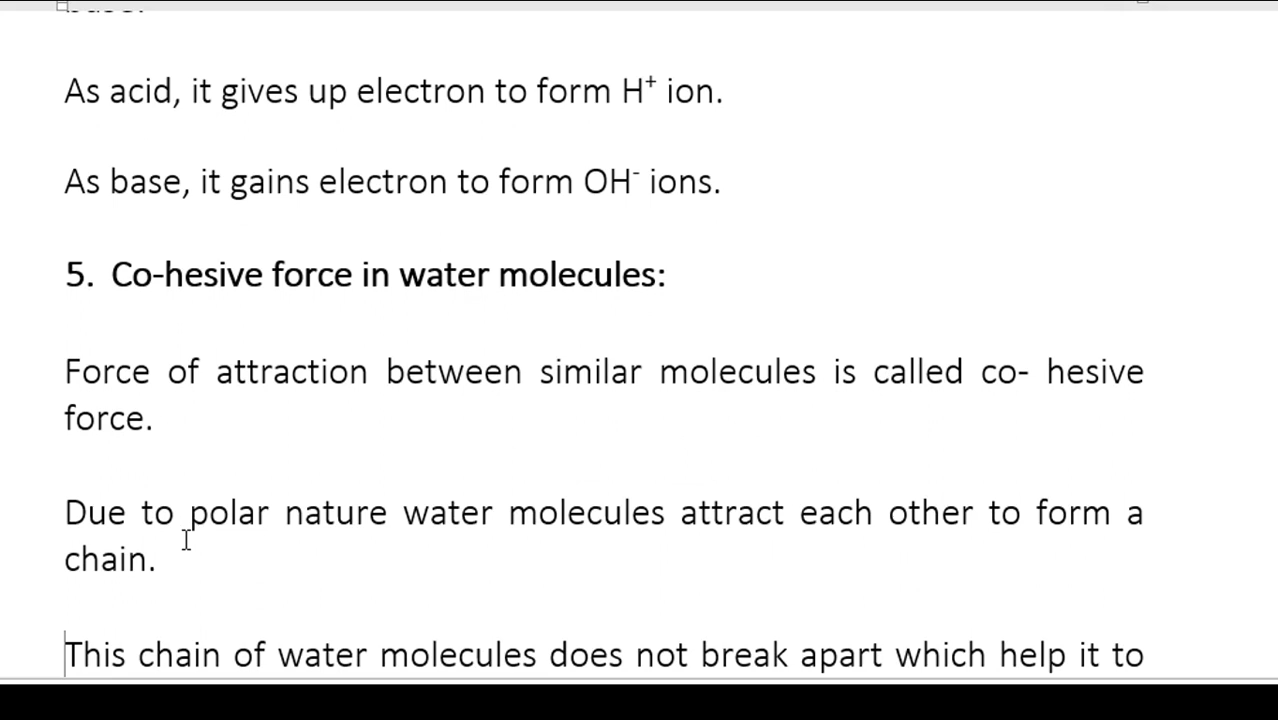 base.
As acid, it gives up electron to form H⁺ ion.
As base, it gains electron to form OH⁻ ions.
5. Co-hesive force in water molecules:
Force of attraction between similar molecules is called co- hesive
force.
Due to polar nature water molecules attract each other to form a
chain.
This chain of water molecules does not break apart which help it to